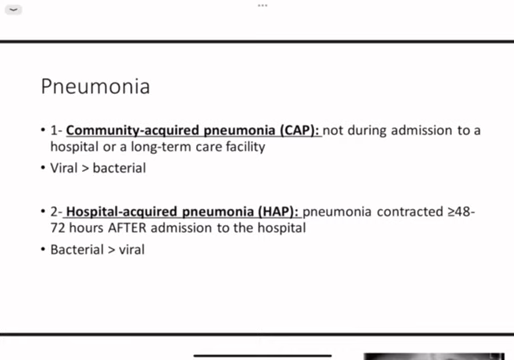 Pneumonia
• 1- Community-acquired pneumonia (CAP): not during admission to a
hospital or a long-term care facility
• Viral > bacterial
• 2- Hospital-acquired pneumonia (HAP): pneumonia contracted ≥48-
72 hours AFTER admission to the hospital
• Bacterial > viral